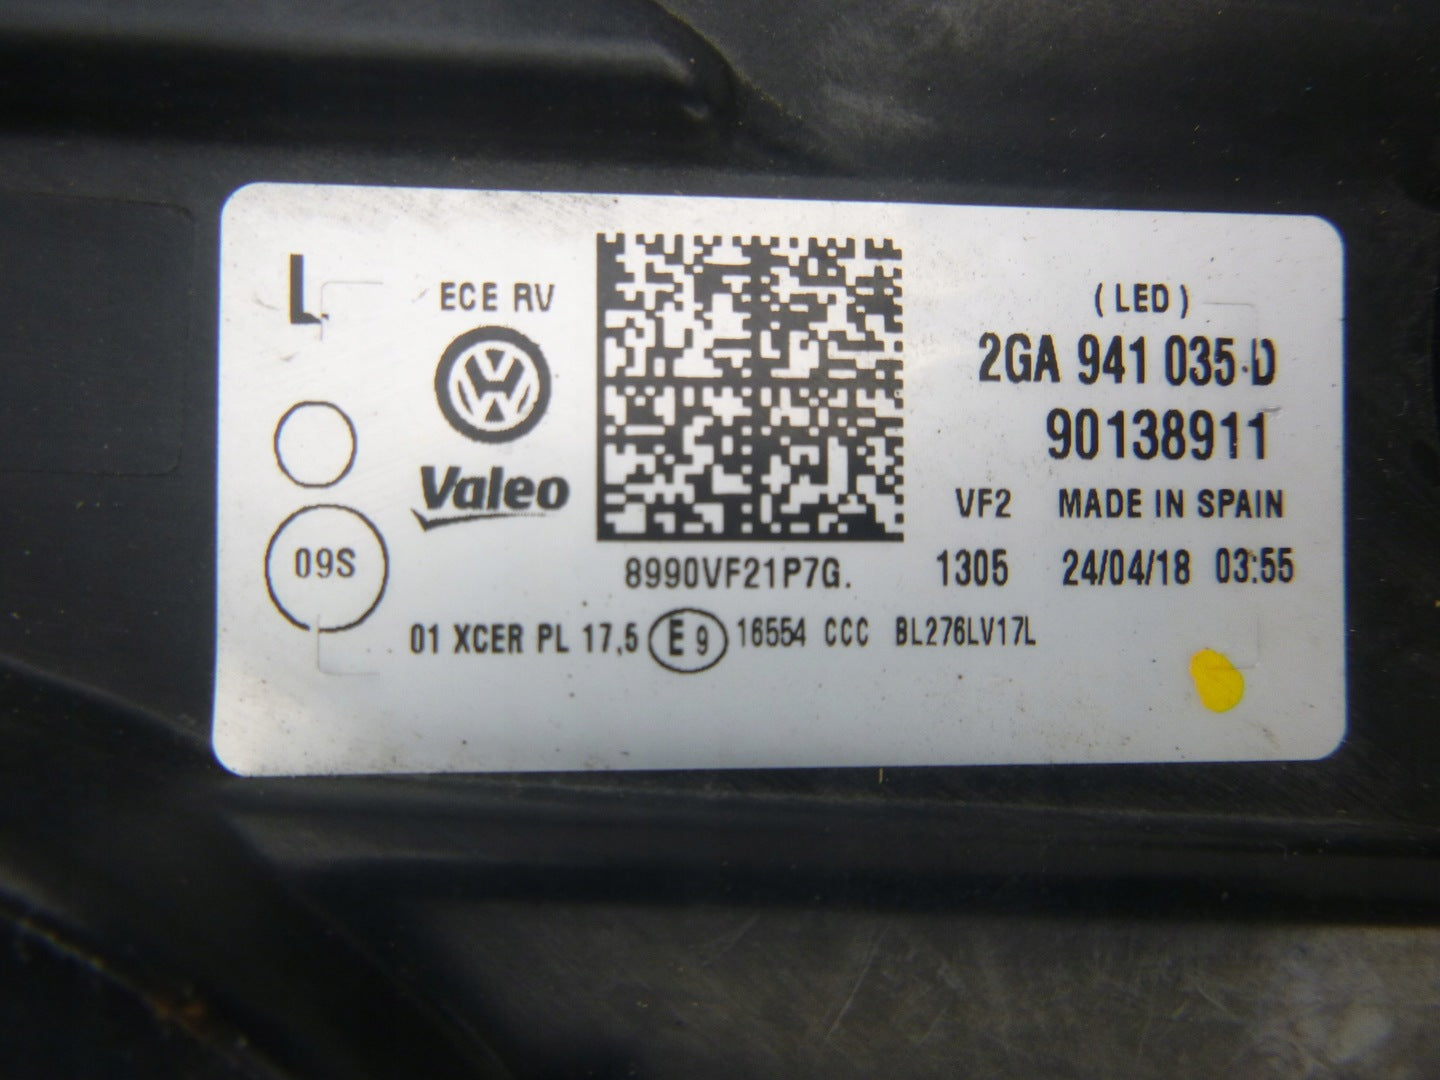 L
ECE RV
Valeo
09S
8990VF21P7G.
(LED)
2GA 941 035 D
90138911
VF2 MADE IN SPAIN
1305 24/04/18 03:55
01 XCER PL 17,5 E9 16554 CCC BL276LV17L